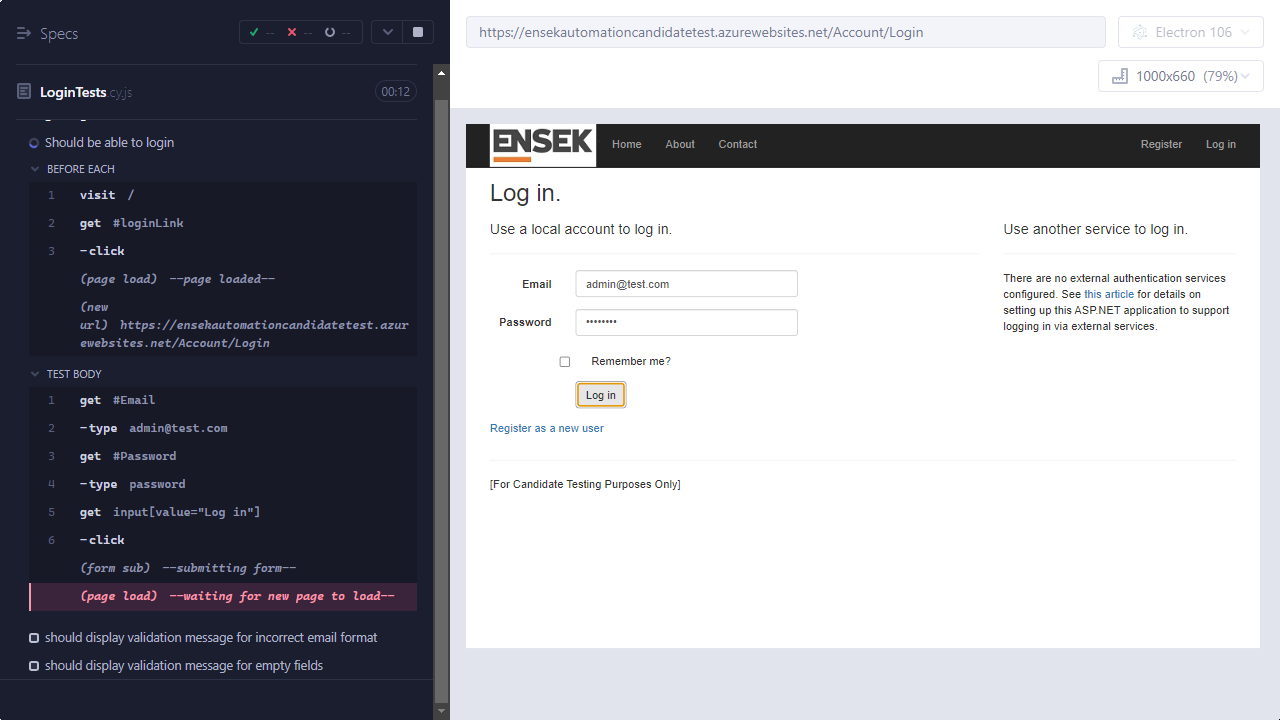 Specs
-- -- --
LoginTests.cy.js 00:12
Should be able to login
BEFORE EACH
1 visit /
2 get #loginLink
3 -click
(page load) --page loaded--
(new
url) https://ensekautomationcandidatetest.azur
ewebsites.net/Account/Login
TEST BODY
1 get #Email
2 -type admin@test.com
3 get #Password
4 -type password
5 get input[value="Log in"]
6 -click
(form sub) --submitting form--
(page load) --waiting for new page to load--
should display validation message for incorrect email format
should display validation message for empty fields
https://ensekautomationcandidatetest.azurewebsites.net/Account/Login
Electron 106
1000x660 (79%)
ENSEK Home About Contact Register Log in
Log in.
Use a local account to log in.
Email admin@test.com
Password ••••••••
Remember me?
Log in
Register as a new user
Use another service to log in.
There are no external authentication services
configured. See this article for details on
setting up this ASP.NET application to support
logging in via external services.
[For Candidate Testing Purposes Only]